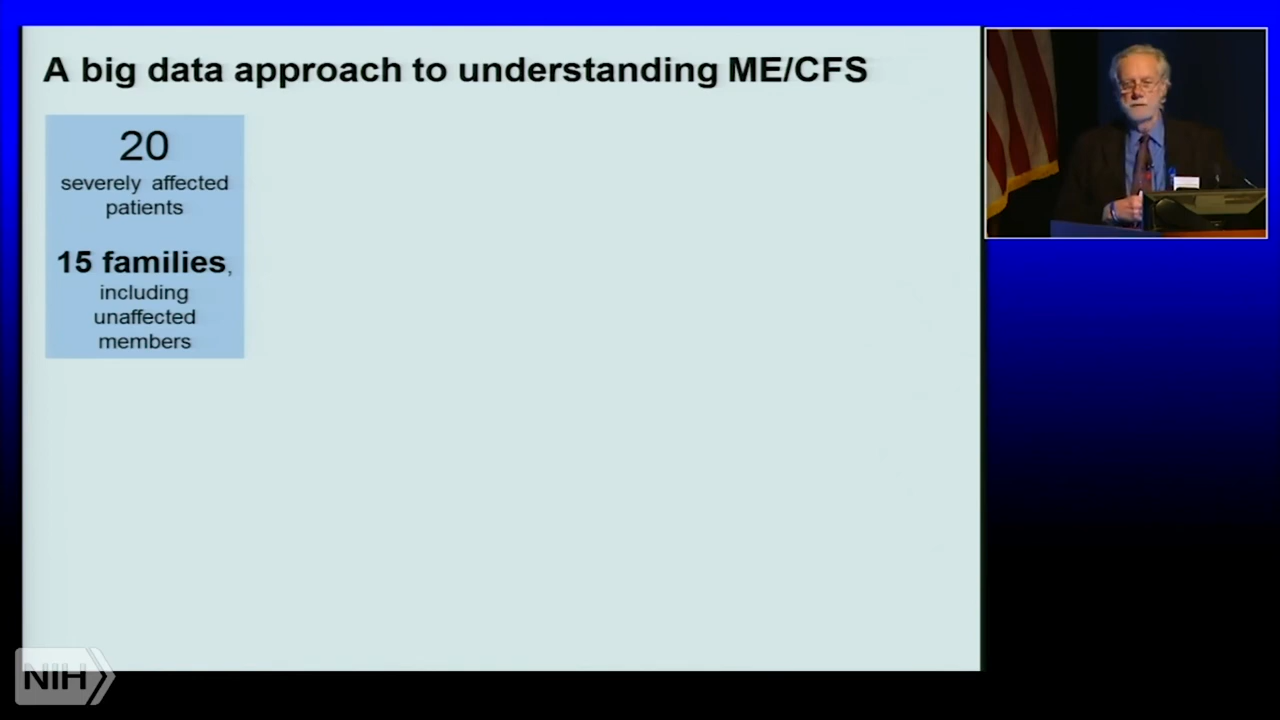 A big data approach to understanding ME/CFS
20
severely affected
patients
15 families,
including
unaffected
members
NIH